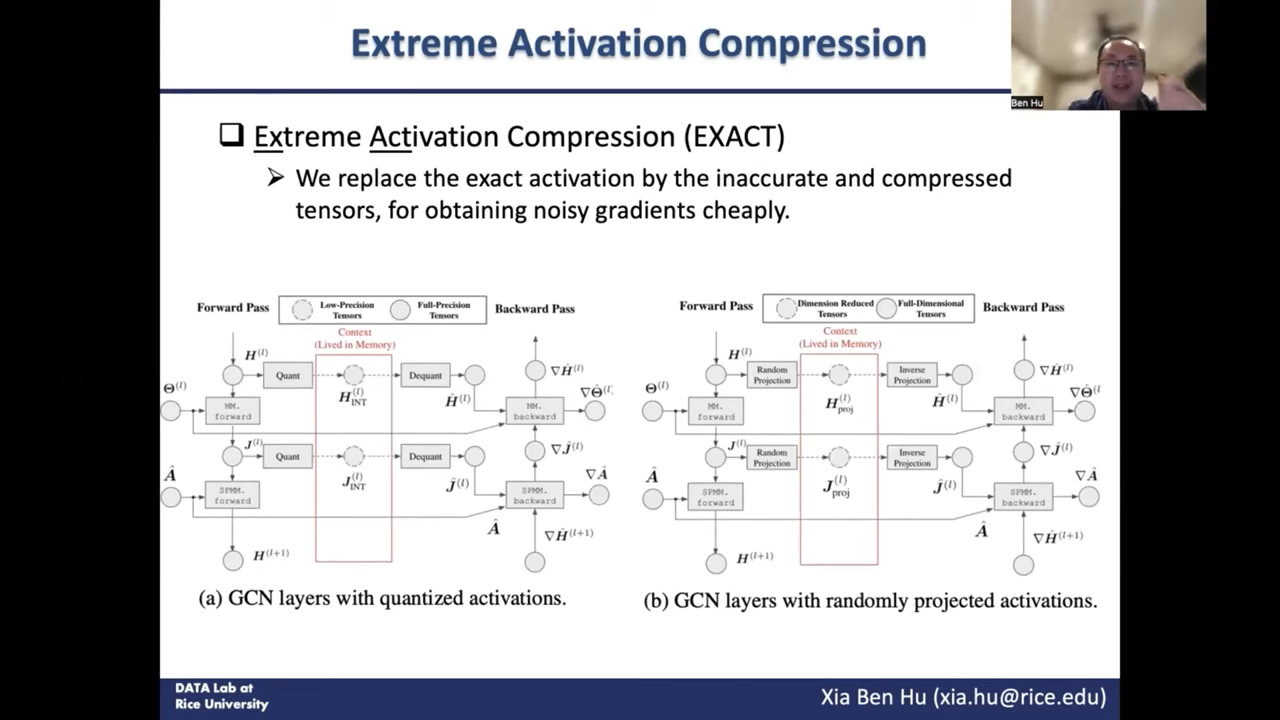 Extreme Activation Compression
Ben Hu
❑ Extreme Activation Compression (EXACT)
➢ We replace the exact activation by the inaccurate and compressed
tensors, for obtaining noisy gradients cheaply.
Forward Pass
Low-Precision
Tensors
Full-Precision
Tensors
Backward Pass
Context
(Lived in Memory)
H^(l)
Quant
H_INT^(l)
Dequant
Ĥ^(l)
∇Ĥ^(l)
Θ^(l)
MM.
forward
MM.
backward
∇Θ̂^(l)
J^(l)
Quant
J_INT^(l)
Dequant
Ĵ^(l)
∇Ĵ^(l)
Â
SPMM.
forward
SPMM.
backward
∇Â
Â
H^(l+1)
∇Ĥ^(l+1)
(a) GCN layers with quantized activations.
Forward Pass
Dimension Reduced
Tensors
Full-Dimensional
Tensors
Backward Pass
Context
(Lived in Memory)
H^(l)
Random
Projection
H_proj^(l)
Inverse
Projection
Ĥ^(l)
∇Ĥ^(l)
Θ^(l)
MM.
forward
MM.
backward
∇Θ̂^(l)
J^(l)
Random
Projection
J_proj^(l)
Inverse
Projection
Ĵ^(l)
∇Ĵ^(l)
Â
SPMM.
forward
SPMM.
backward
∇Â
Â
H^(l+1)
∇Ĥ^(l+1)
(b) GCN layers with randomly projected activations.
DATA Lab at
Rice University
Xia Ben Hu (xia.hu@rice.edu)